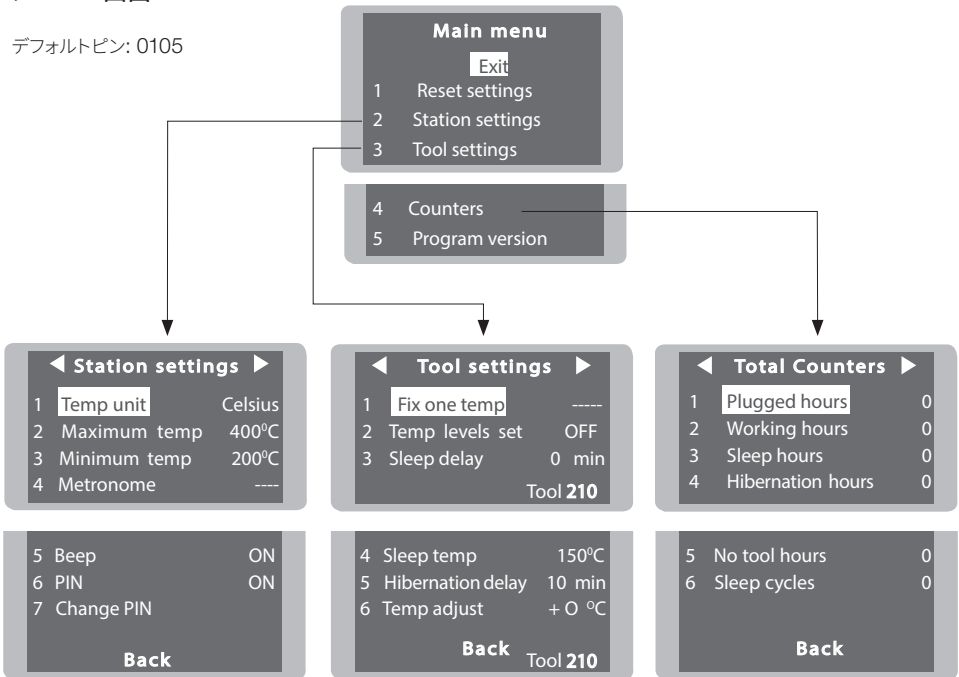 デフォルトピン: 0105
Main menu
Exit
1 Reset settings
2 Station settings
3 Tool settings
4 Counters
5 Program version
◀ Station settings ▶
1 Temp unit Celsius
2 Maximum temp 400⁰C
3 Minimum temp 200⁰C
4 Metronome ----
5 Beep ON
6 PIN ON
7 Change PIN
Back
◀ Tool settings ▶
1 Fix one temp -----
2 Temp levels set OFF
3 Sleep delay 0 min
Tool 210
4 Sleep temp 150⁰C
5 Hibernation delay 10 min
6 Temp adjust + O ⁰C
Back
Tool 210
◀ Total Counters ▶
1 Plugged hours 0
2 Working hours 0
3 Sleep hours 0
4 Hibernation hours 0
5 No tool hours 0
6 Sleep cycles 0
Back